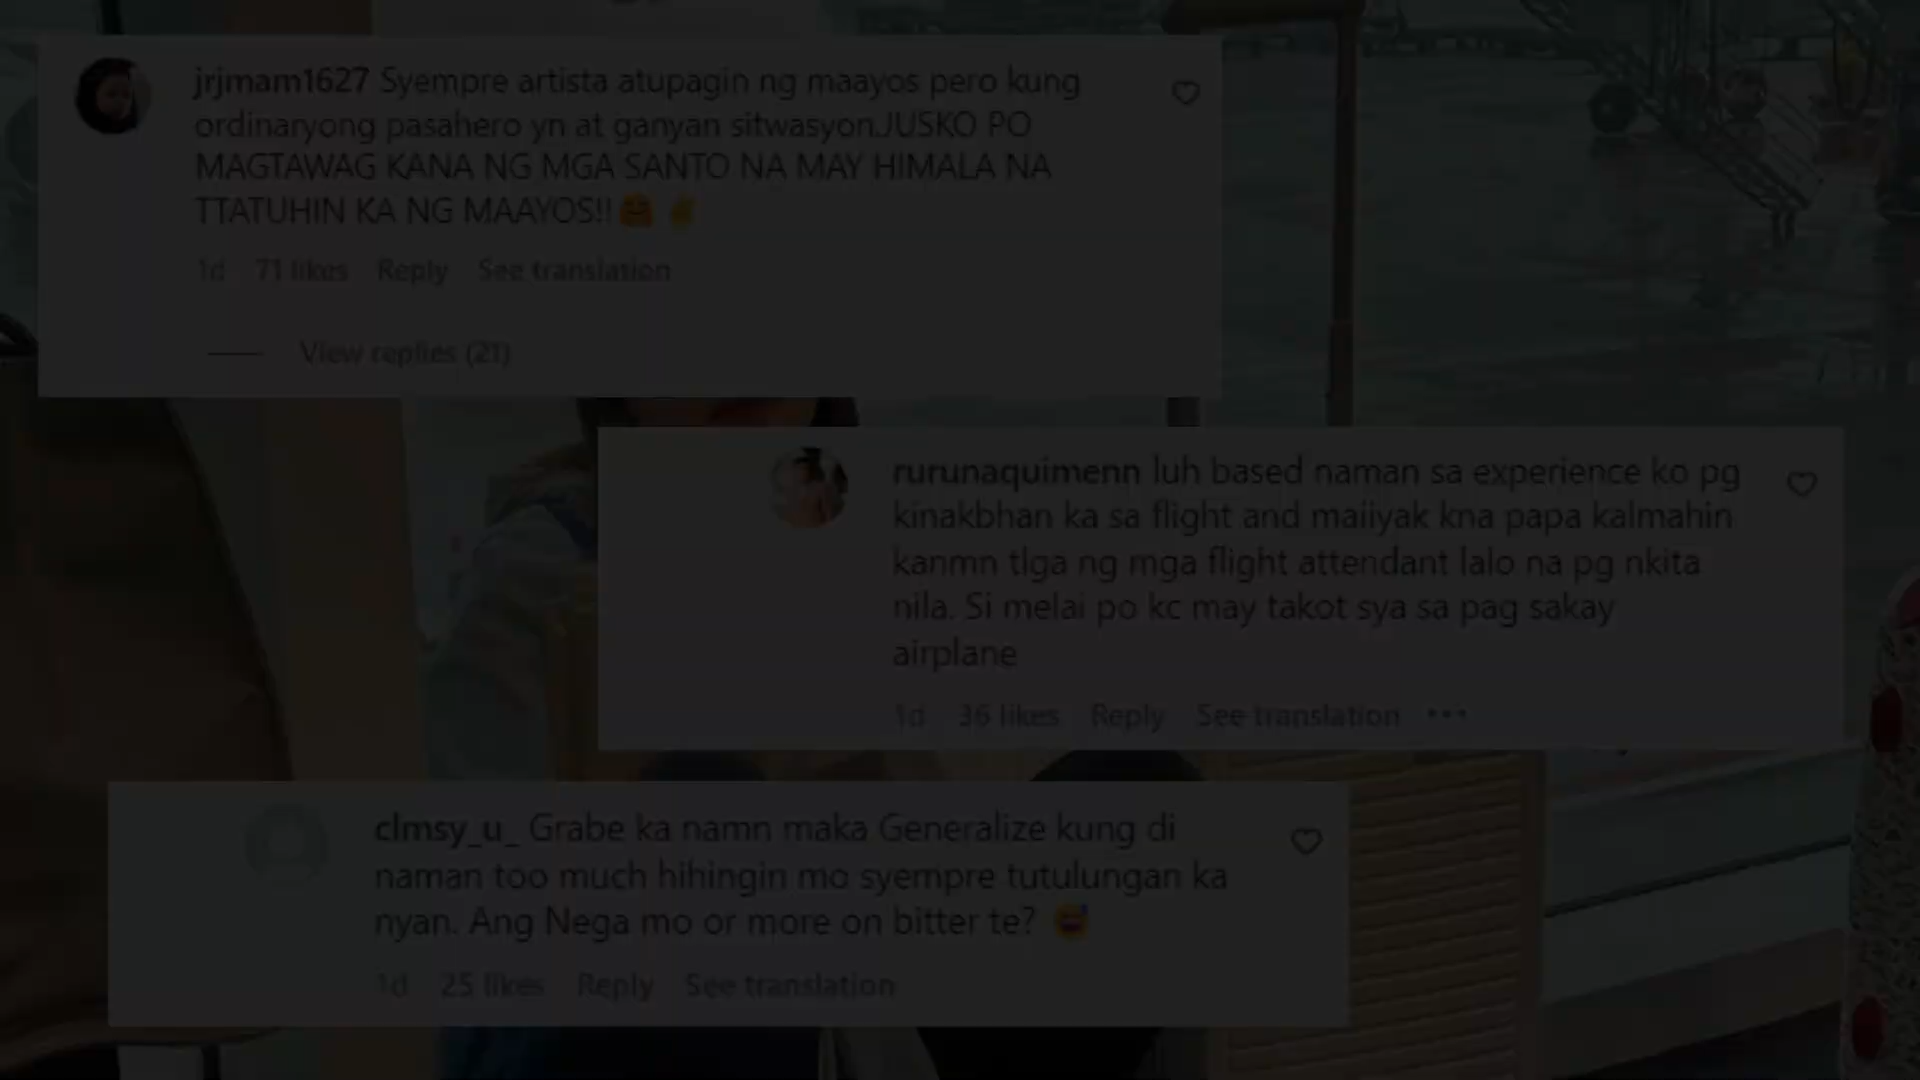 jrjmam1627 Syempre artista atupagin ng maayos pero kung
ordinaryong pasahero yn at ganyan sitwasyon.JUSKO PO
MAGTAWAG KANA NG MGA SANTO NA MAY HIMALA NA
TTATUHIN KA NG MAAYOS!! 🤗✌️
1d 71 likes Reply See translation
View replies (21)
rurunaquimenn luh based naman sa experience ko pg
kinakbhan ka sa flight and maiiyak kna papa kalmahin
kanmn tlga ng mga flight attendant lalo na pg nkita
nila. Si melai po kc may takot sya sa pag sakay
airplane
1d 36 likes Reply See translation •••
clmsy_u_ Grabe ka namn maka Generalize kung di
naman too much hihingin mo syempre tutulungan ka
nyan. Ang Nega mo or more on bitter te? 😅
1d 25 likes Reply See translation